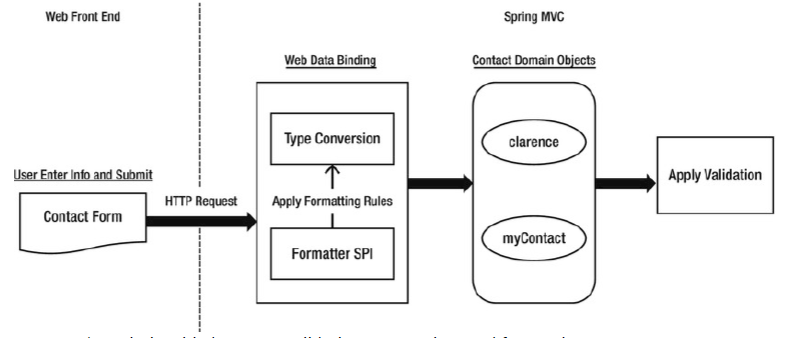 Web Front End
Spring MVC
Web Data Binding
Contact Domain Objects
Type Conversion
clarence
User Enter Info and Submit
Apply Validation
HTTP Request
Apply Formatting Rules
Contact Form
myContact
Formatter SPI